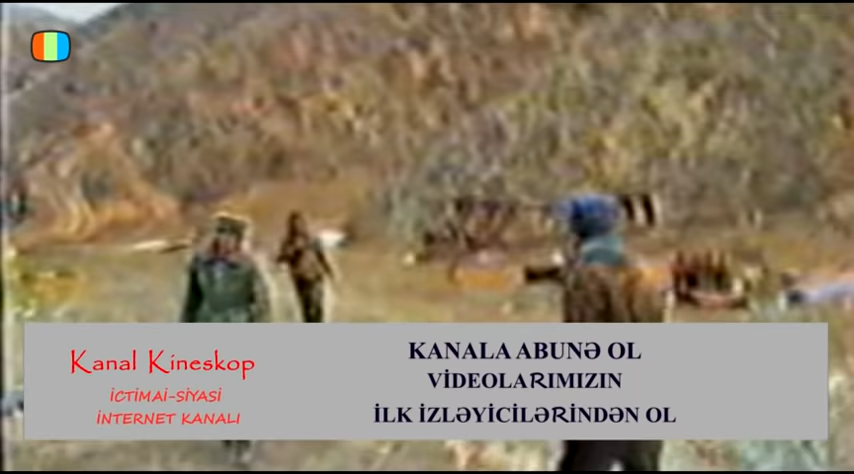 Kanal Kineskop
İCTİMAİ-SİYASİ
İNTERNET KANALI
KANALA ABUNƏ OL
VİDEOLARIMIZIN
İLK İZLƏYİCİLƏRİNDƏN OL